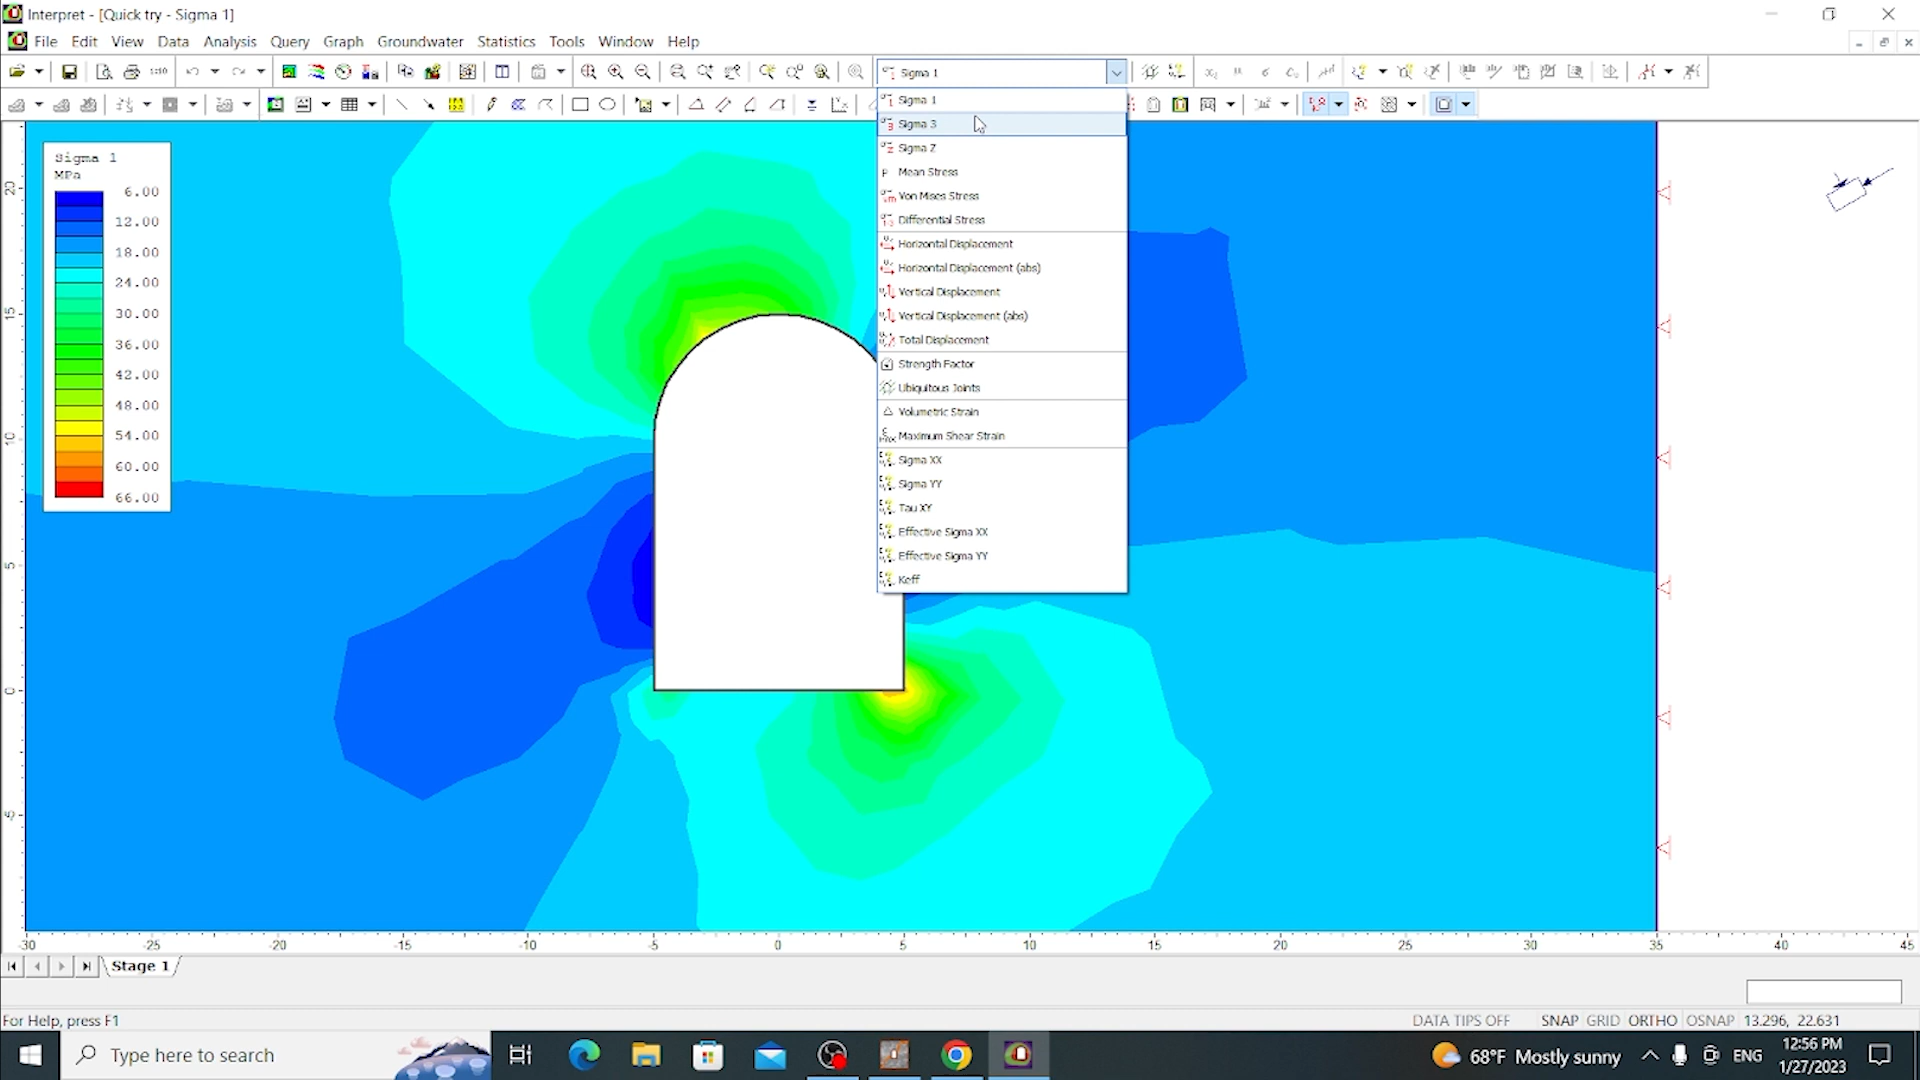 Interpret - [Quick try - Sigma 1]
File Edit View Data Analysis Query Graph Groundwater Statistics Tools Window Help
Sigma 1
Sigma 1
Sigma 3
Sigma Z
Mean Stress
Von Mises Stress
Differential Stress
Horizontal Displacement
Horizontal Displacement (abs)
Vertical Displacement
Vertical Displacement (abs)
Total Displacement
Strength Factor
Ubiquitous Joints
Volumetric Strain
Maximum Shear Strain
Sigma XX
Sigma YY
Tau XY
Effective Sigma XX
Effective Sigma YY
Keff
Sigma 1
MPa
6.00
12.00
18.00
24.00
30.00
36.00
42.00
48.00
54.00
60.00
66.00
20
15
10
5
0
-5
-30 -25 -20 -15 -10 -5 0 5 10 15 20 25 30 35 40 45
Stage 1
For Help, press F1
DATA TIPS OFF SNAP GRID ORTHO OSNAP 13.296, 22.631
Type here to search
68°F Mostly sunny
ENG
12:56 PM
1/27/2023